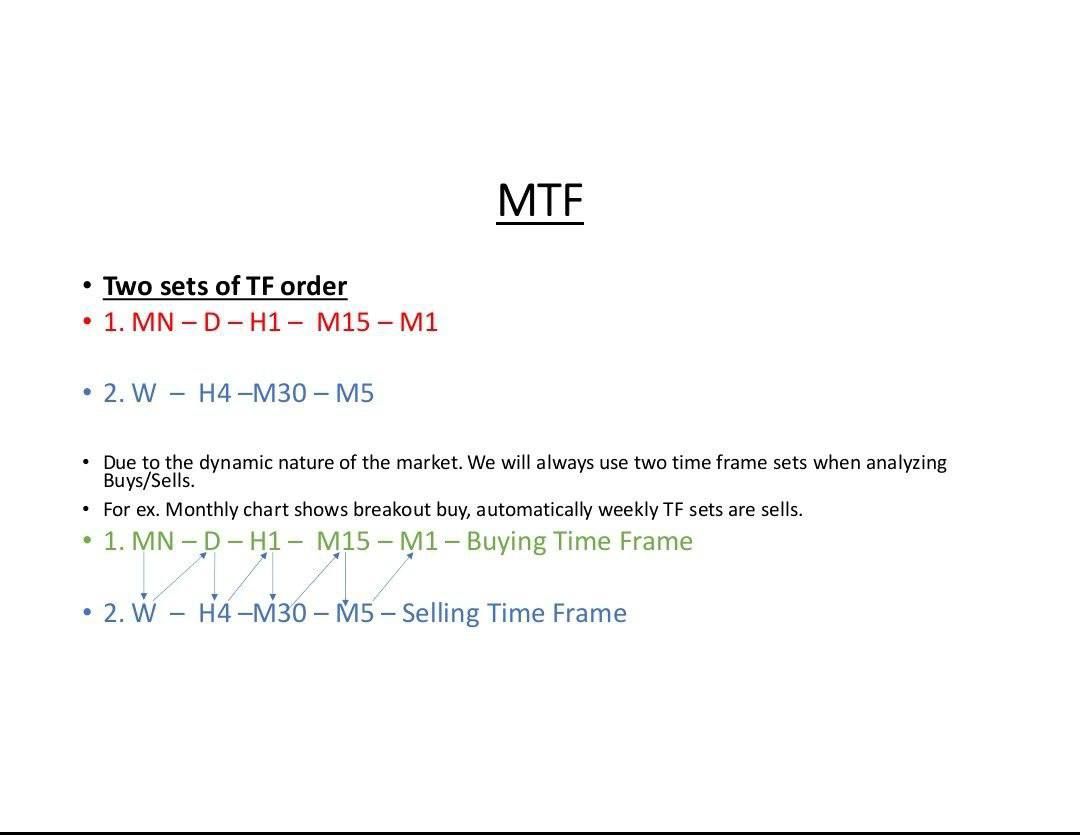 MTF
• Two sets of TF order
• 1. MN – D – H1 –  M15 – M1
• 2. W  –  H4 –M30 – M5
• Due to the dynamic nature of the market. We will always use two time frame sets when analyzing
Buys/Sells.
• For ex. Monthly chart shows breakout buy, automatically weekly TF sets are sells.
• 1. MN – D – H1 –  M15 – M1 – Buying Time Frame
• 2. W  –  H4 –M30 – M5 – Selling Time Frame